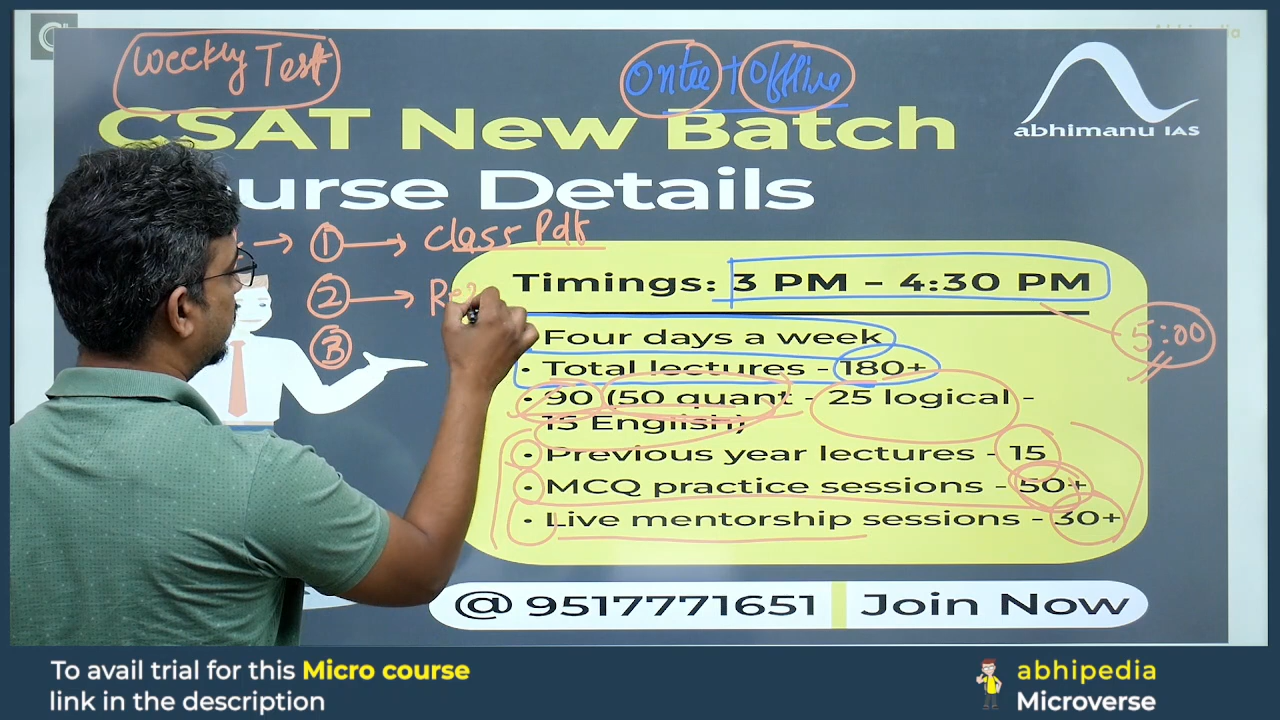 Abhipedia
Weekly Test
Offline
CSAT New Batch
abhimanu IAS
urse Details
① → Class Pdf
② → Re
③
Timings: 3 PM - 4:30 PM
5:00
• Four days a week
• Total lectures - 180+
• 90 (50 quant - 25 logical -
15 English)
• Previous year lectures - 15
• MCQ practice sessions - 50+
• Live mentorship sessions - 30+
@ 9517771651 Join Now
To avail trial for this Micro course
link in the description
abhipedia
Microverse